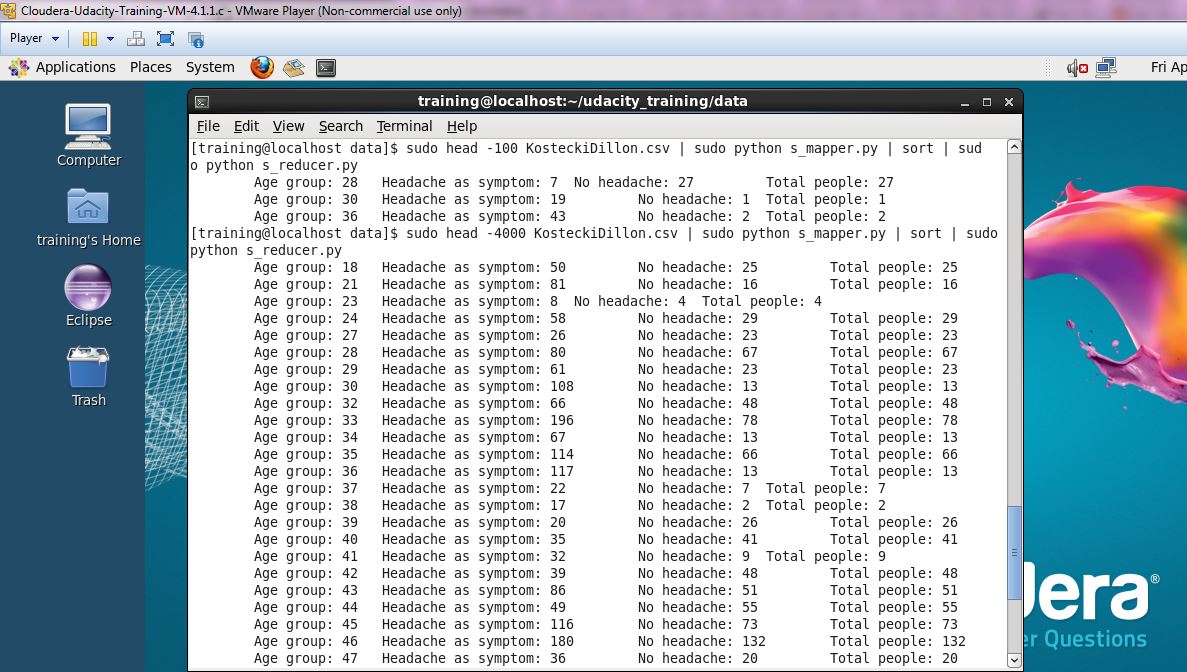 Cloudera-Udacity-Training-VM-4.1.1.c - VMware Player (Non-commercial use only)
Player
Applications Places System Fri Ap
training@localhost:~/udacity_training/data
File Edit View Search Terminal Help
[training@localhost data]$ sudo head -100 KosteckiDillon.csv | sudo python s_mapper.py | sort | sud
o python s_reducer.py
Age group: 28 Headache as symptom: 7 No headache: 27 Total people: 27
Age group: 30 Headache as symptom: 19 No headache: 1 Total people: 1
Age group: 36 Headache as symptom: 43 No headache: 2 Total people: 2
[training@localhost data]$ sudo head -4000 KosteckiDillon.csv | sudo python s_mapper.py | sort | sudo
python s_reducer.py
Age group: 18 Headache as symptom: 50 No headache: 25 Total people: 25
Age group: 21 Headache as symptom: 81 No headache: 16 Total people: 16
Age group: 23 Headache as symptom: 8 No headache: 4 Total people: 4
Age group: 24 Headache as symptom: 58 No headache: 29 Total people: 29
Age group: 27 Headache as symptom: 26 No headache: 23 Total people: 23
Age group: 28 Headache as symptom: 80 No headache: 67 Total people: 67
Age group: 29 Headache as symptom: 61 No headache: 23 Total people: 23
Age group: 30 Headache as symptom: 108 No headache: 13 Total people: 13
Age group: 32 Headache as symptom: 66 No headache: 48 Total people: 48
Age group: 33 Headache as symptom: 196 No headache: 78 Total people: 78
Age group: 34 Headache as symptom: 67 No headache: 13 Total people: 13
Age group: 35 Headache as symptom: 114 No headache: 66 Total people: 66
Age group: 36 Headache as symptom: 117 No headache: 13 Total people: 13
Age group: 37 Headache as symptom: 22 No headache: 7 Total people: 7
Age group: 38 Headache as symptom: 17 No headache: 2 Total people: 2
Age group: 39 Headache as symptom: 20 No headache: 26 Total people: 26
Age group: 40 Headache as symptom: 35 No headache: 41 Total people: 41
Age group: 41 Headache as symptom: 32 No headache: 9 Total people: 9
Age group: 42 Headache as symptom: 39 No headache: 48 Total people: 48
Age group: 43 Headache as symptom: 86 No headache: 51 Total people: 51
Age group: 44 Headache as symptom: 49 No headache: 55 Total people: 55
Age group: 45 Headache as symptom: 116 No headache: 73 Total people: 73
Age group: 46 Headache as symptom: 180 No headache: 132 Total people: 132
Age group: 47 Headache as symptom: 36 No headache: 20 Total people: 20
Computer
training's Home
Eclipse
Trash
dera®
er Questions